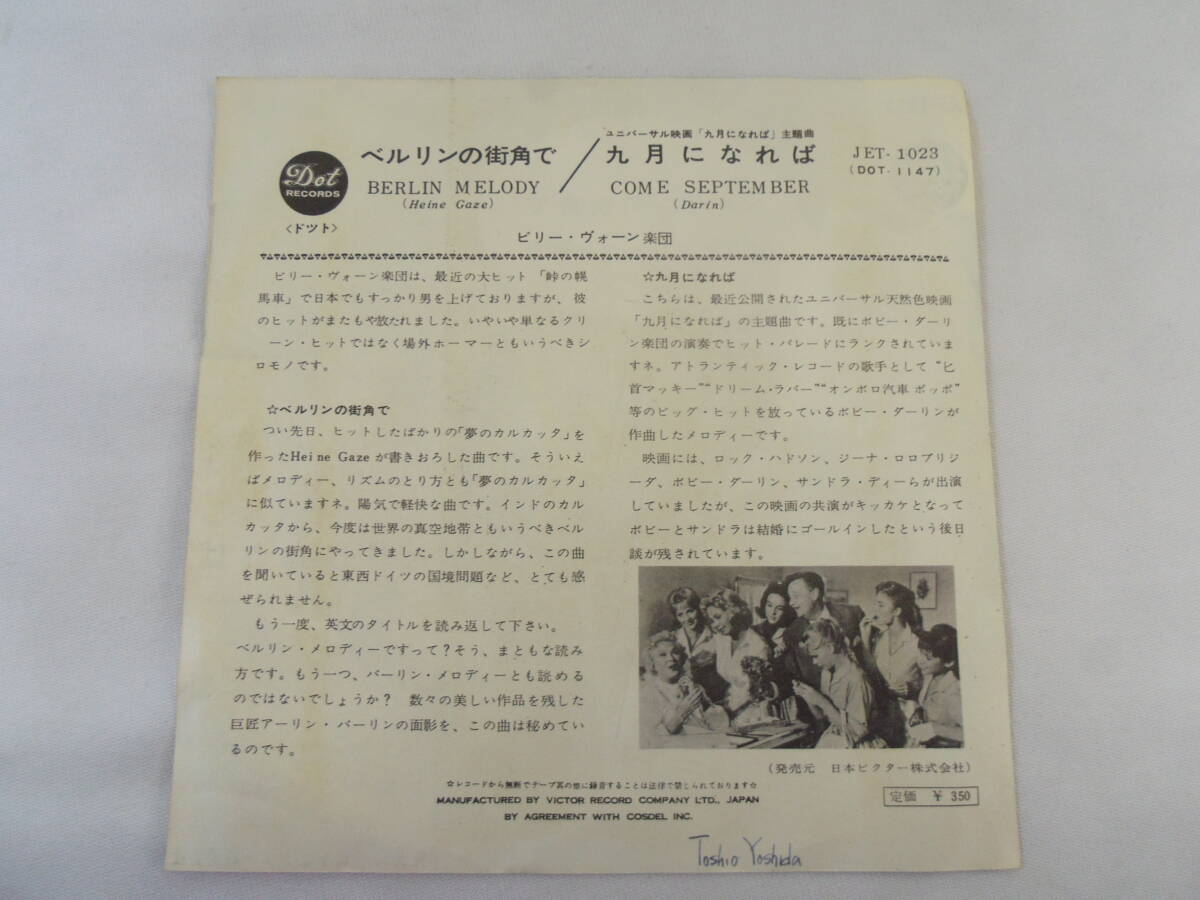 Dot
RECORDS
〈ドツト〉
ベルリンの街角で
BERLIN MELODY
(Heine Gaze)
ユニバーサル映画「九月になれば」主題曲
九月になれば
COME SEPTEMBER
(Darin)
JET-1023
(DOT-1147)
ビリー・ヴォーン楽団
ビリー・ヴォーン楽団は、最近の大ヒット「峠の幌
馬車」で日本でもすっかり男を上げておりますが、彼
のヒットがまたもや放たれました。いやいや単なるクリ
ーン・ヒットではなく場外ホーマーともいうべきシ
ロモノです。
☆ベルリンの街角で
つい先日、ヒットしたばかりの「夢のカルカッタ」を
作ったHeine Gazeが書きおろした曲です。そういえ
ばメロディー、リズムのとり方とも「夢のカルカッタ」
に似ていますネ。陽気で軽快な曲です。インドのカル
カッタから、今度は世界の真空地帯ともいうべきベル
リンの街角にやってきました。しかしながら、この曲
を聞いていると東西ドイツの国境問題など、とても感
ぜられません。
もう一度、英文のタイトルを読み返して下さい。
ベルリン・メロディーですって?そう、まともな読み
方です。もう一つ、バーリン・メロディーとも読める
のではないでしょうか? 数々の美しい作品を残した
巨匠アーリン・バーリンの面影を、この曲は秘めてい
るのです。
☆九月になれば
こちらは、最近公開されたユニバーサル天然色映画
「九月になれば」の主題曲です。既にボビー・ダーリ
ン楽団の演奏でヒット・パレードにランクされていま
すネ。アトランティック・レコードの歌手として“匕
首マッキー”“ドリーム・ラバー”“オンボロ汽車 ポッポ”
等のビッグ・ヒットを放っているボビー・ダーリンが
作曲したメロディーです。
映画には、ロック・ハドソン、ジーナ・ロロブリジ
ーダ、ボビー・ダーリン、サンドラ・ディーらが出演
していましたが、この映画の共演がキッカケとなって
ボビーとサンドラは結婚にゴールインしたという後日
談が残されています。
(発売元 日本ビクター株式会社)
☆レコードから無断でテープ其の他に録音することは法律で禁じられております☆
MANUFACTURED BY VICTOR RECORD COMPANY LTD., JAPAN
BY AGREEMENT WITH COSDEL INC.
定価 ¥ 350
Toshio Yoshida